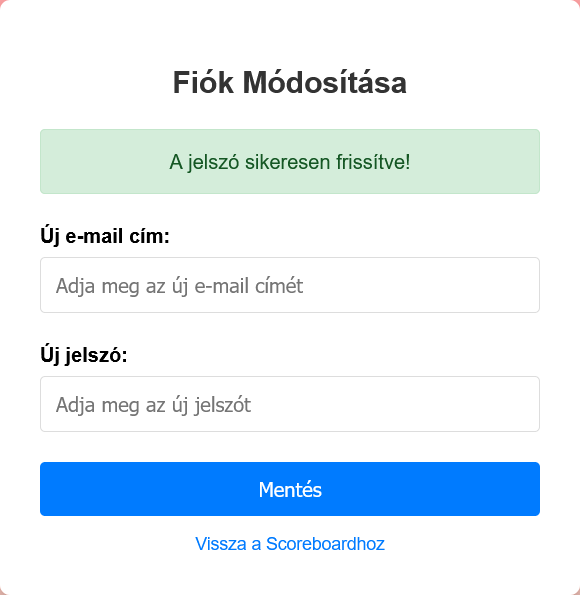 Fiók Módosítása
A jelszó sikeresen frissítve!
Új e-mail cím:
Adja meg az új e-mail címét
Új jelszó:
Adja meg az új jelszót
Mentés
Vissza a Scoreboardhoz